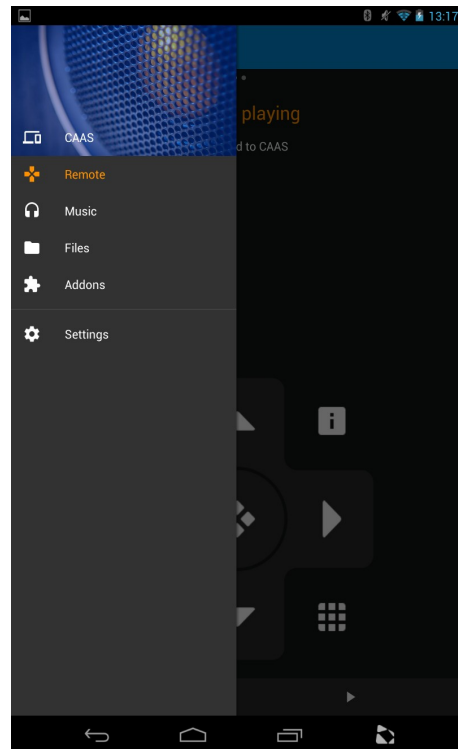 13:17
playing
CAAS
d to CAAS
Remote
Music
Files
Addons
Settings